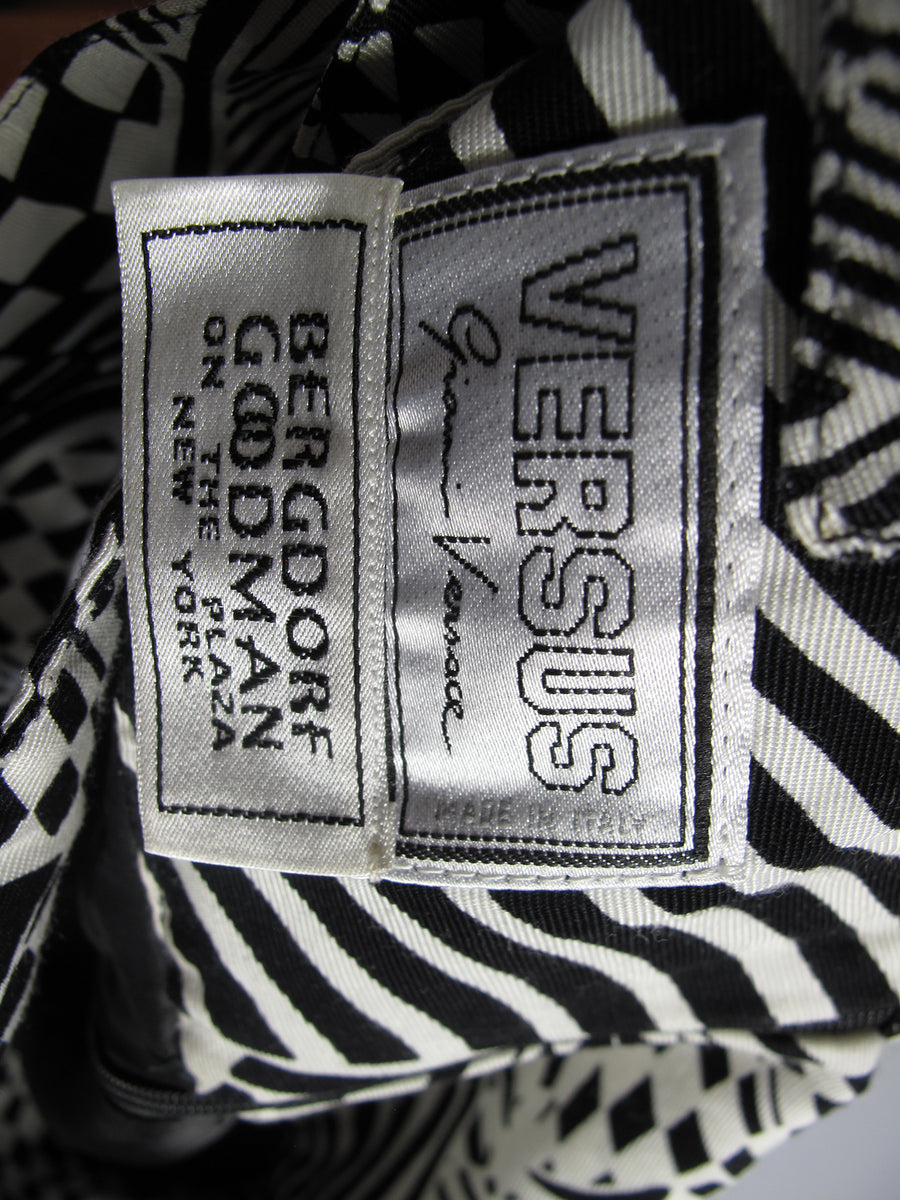 VERSUS
Gianni Versace
MADE IN ITALY
BERGDORF
GOODMAN
ON THE PLAZA
NEW YORK